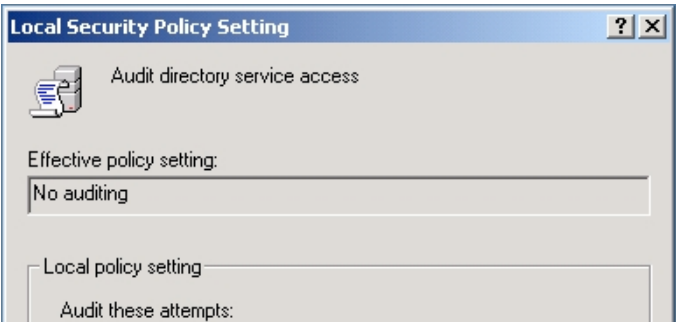 Local Security Policy Setting
Audit directory service access
Effective policy setting:
No auditing
Local policy setting
Audit these attempts: